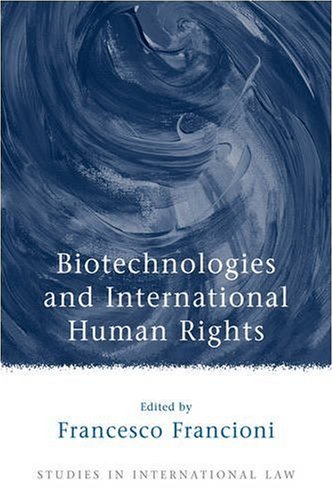 Biotechnologies
and International
Human Rights
Edited by
Francesco Francioni
STUDIES IN INTERNATIONAL LAW